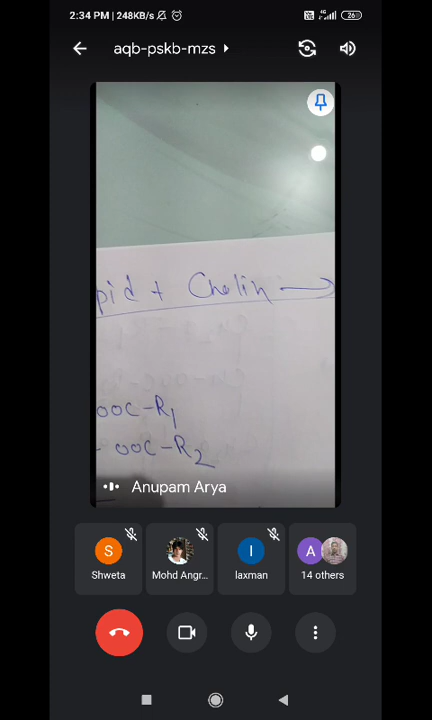 2:34 PM | 248KB/s
4G 26
aqb-pskb-mzs
pid + Cholin →
OOC-R1
- OOC-R2
Anupam Arya
S I A
Shweta Mohd Angr... laxman 14 others